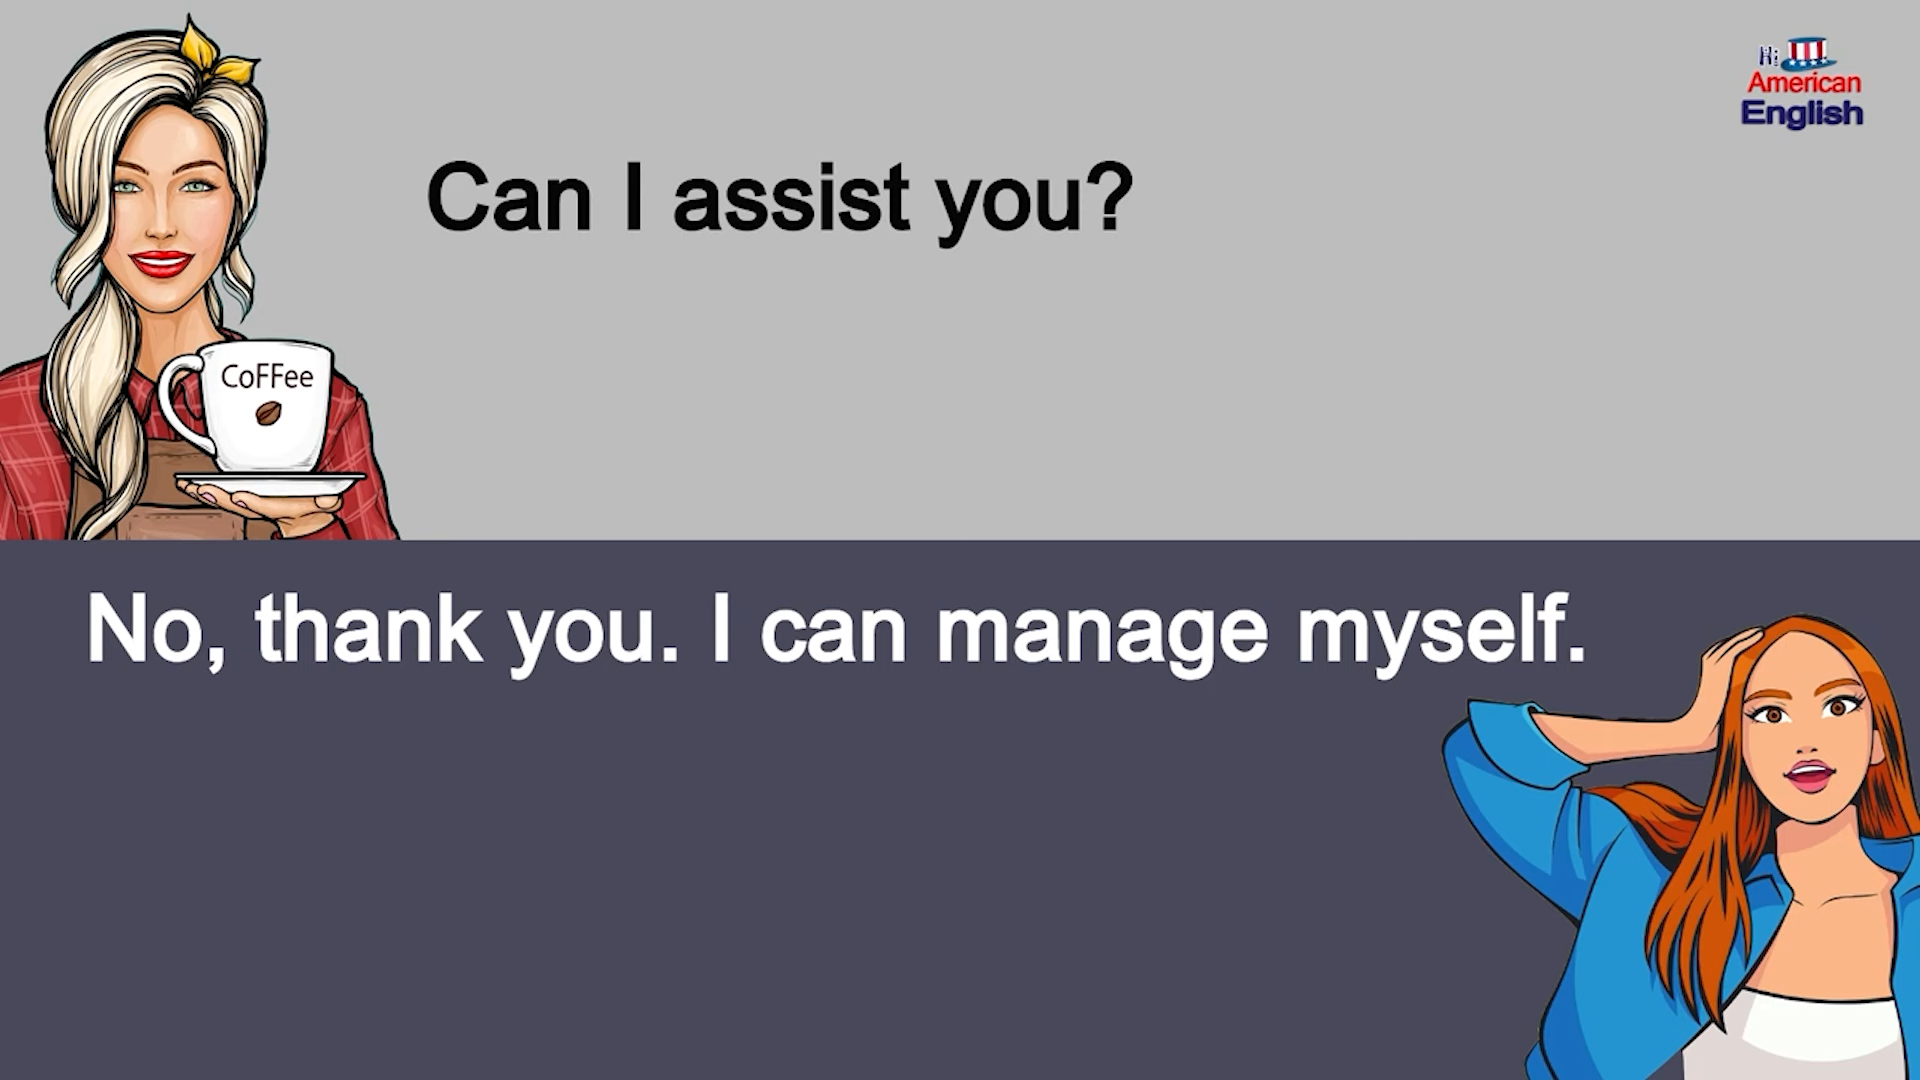 Hi
American
English
Can I assist you?
CoFFee
No, thank you. I can manage myself.